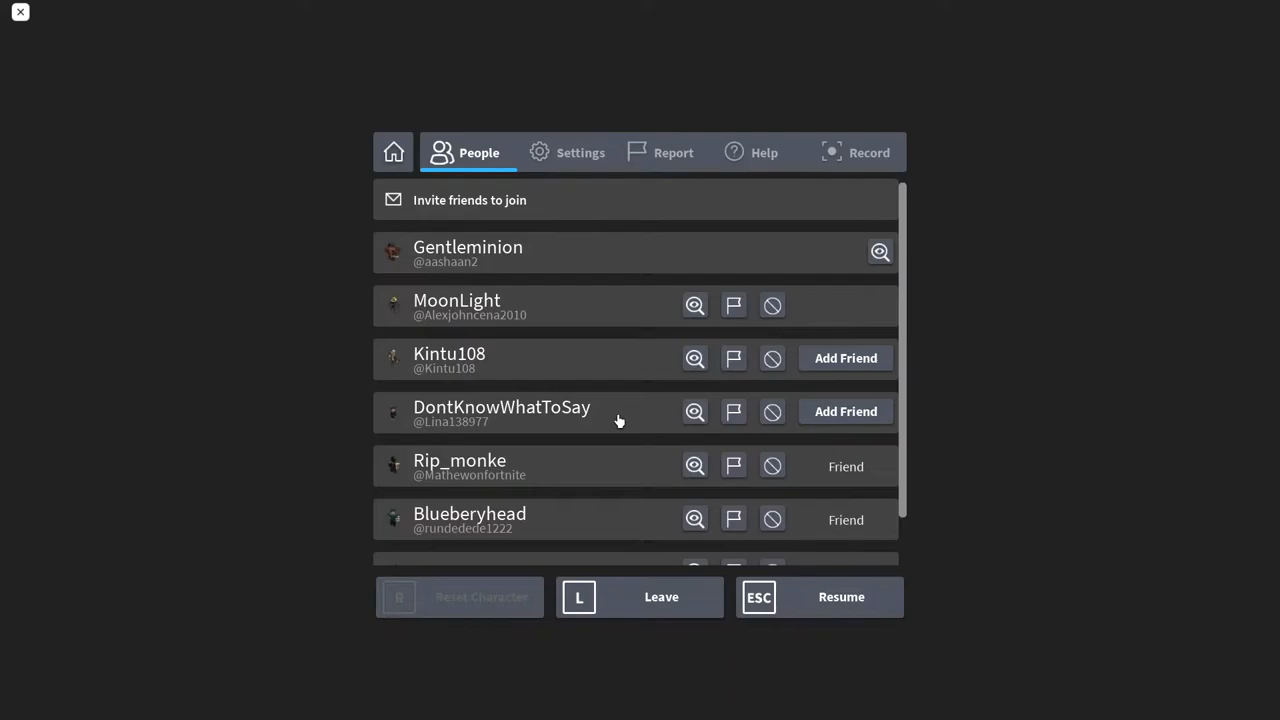 People
Settings
Report
Help
Record
Invite friends to join
Gentleminion
@aashaan2
MoonLight
@Alexjohncena2010
Kintu108
@Kintu108
Add Friend
DontKnowWhatToSay
@Lina138977
Add Friend
Rip_monke
@Mathewonfortnite
Friend
Blueberyhead
@rundedede1222
Friend
R Reset Character
L Leave
ESC Resume